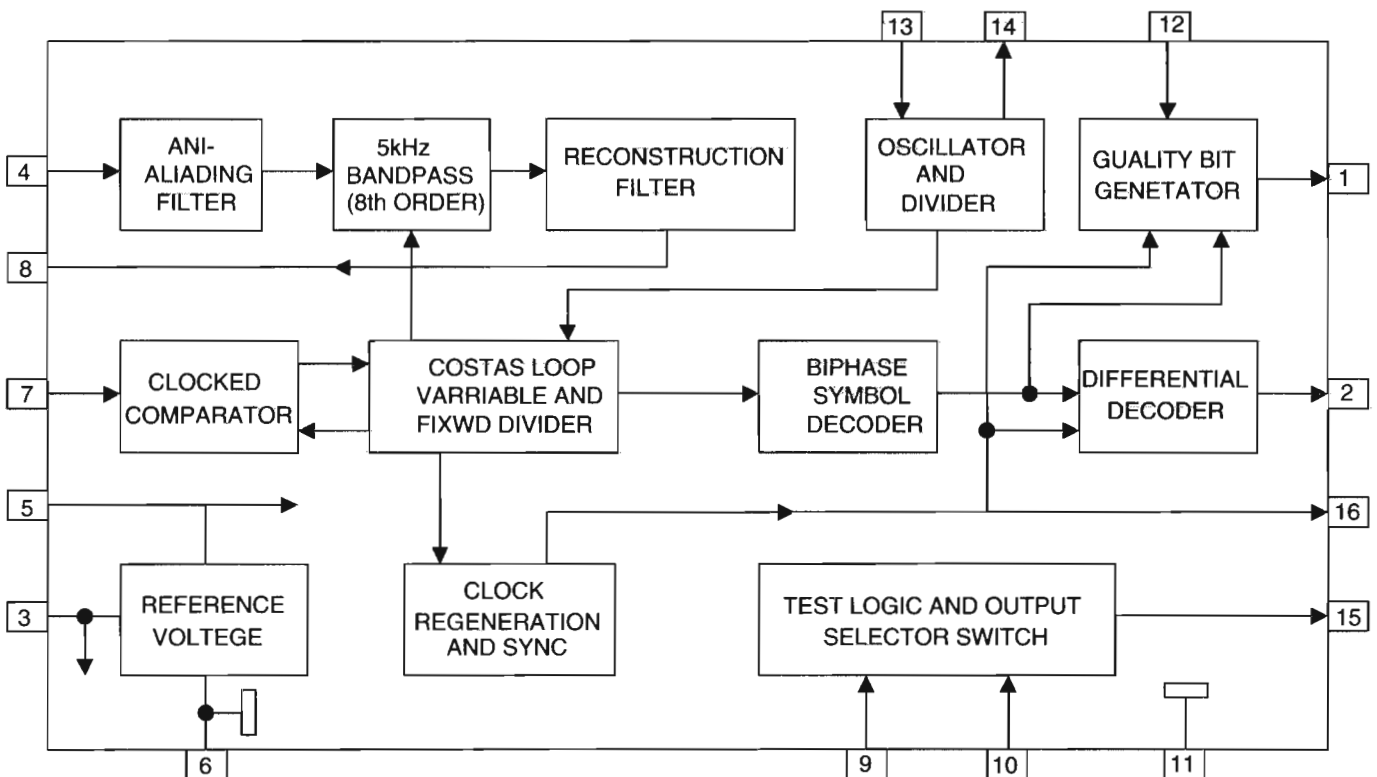 13
14
12
4
ANI-
ALIADING
FILTER
5kHz
BANDPASS
(8th ORDER)
RECONSTRUCTION
FILTER
OSCILLATOR
AND
DIVIDER
GUALITY BIT
GENETATOR
1
8
7
CLOCKED
COMPARATOR
COSTAS LOOP
VARRIABLE AND
FIXWD DIVIDER
BIPHASE
SYMBOL
DECODER
DIFFERENTIAL
DECODER
2
5
16
3
REFERENCE
VOLTEGE
CLOCK
REGENERATION
AND SYNC
TEST LOGIC AND OUTPUT
SELECTOR SWITCH
15
6
9
10
11